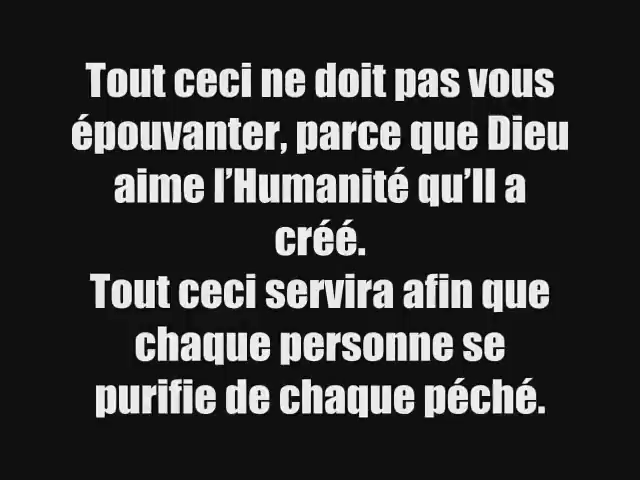 Tout ceci ne doit pas vous
épouvanter, parce que Dieu
aime l’Humanité qu’Il a
créé.
Tout ceci servira afin que
chaque personne se
purifie de chaque péché.